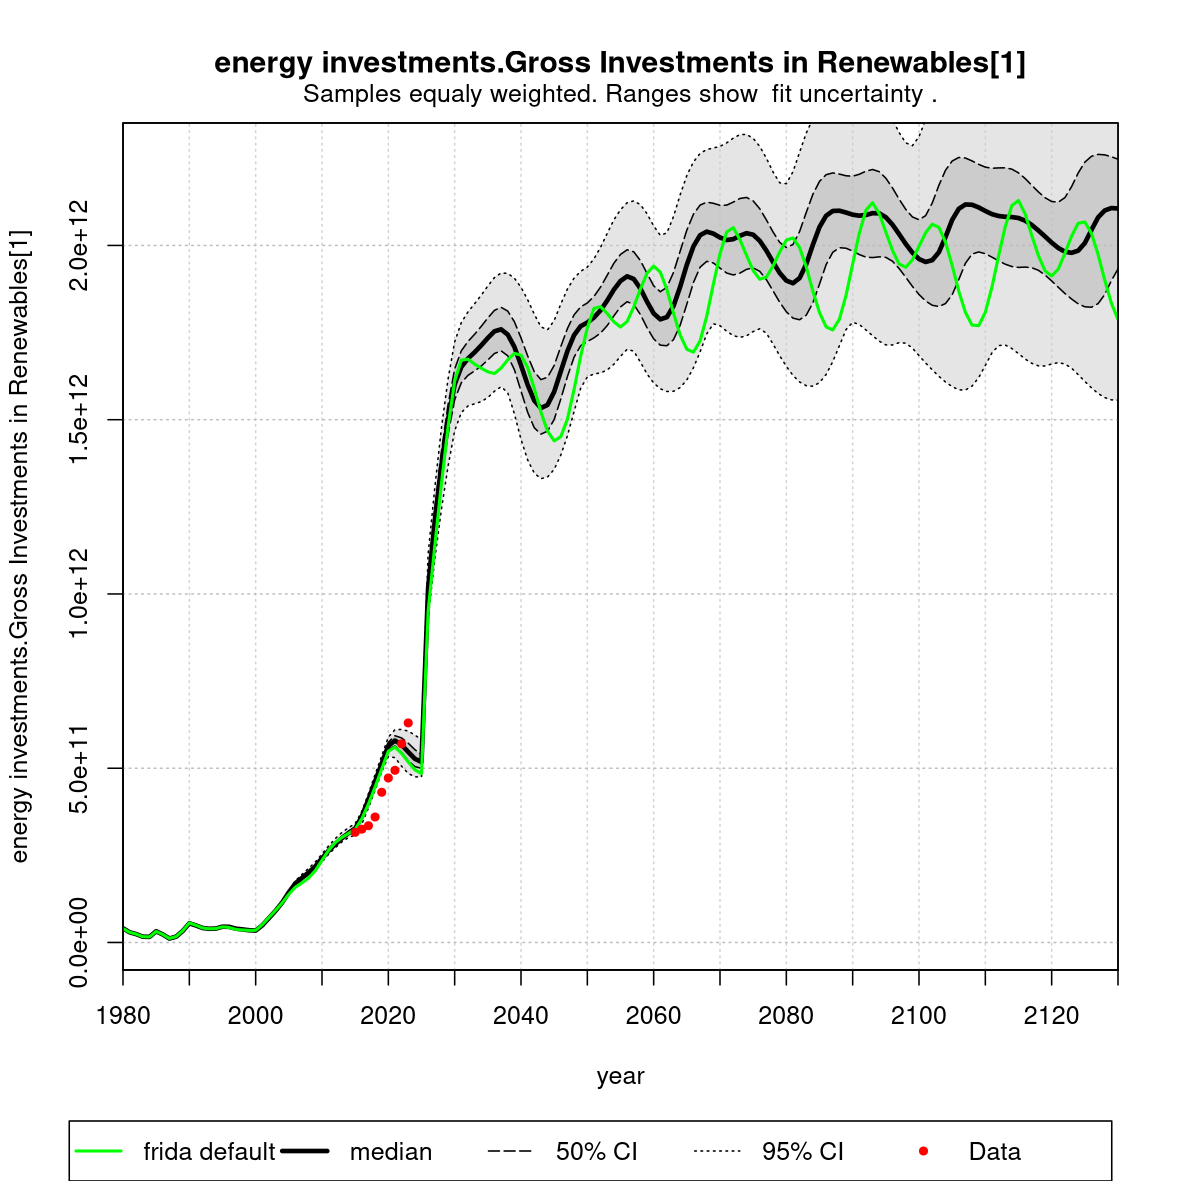 energy investments.Gross Investments in Renewables[1]
Samples equaly weighted. Ranges show  fit uncertainty .
energy investments.Gross Investments in Renewables[1]
2.0e+12
1.5e+12
1.0e+12
5.0e+11
0.0e+00
1980 2000 2020 2040 2060 2080 2100 2120
year
frida default median 50% CI 95% CI Data